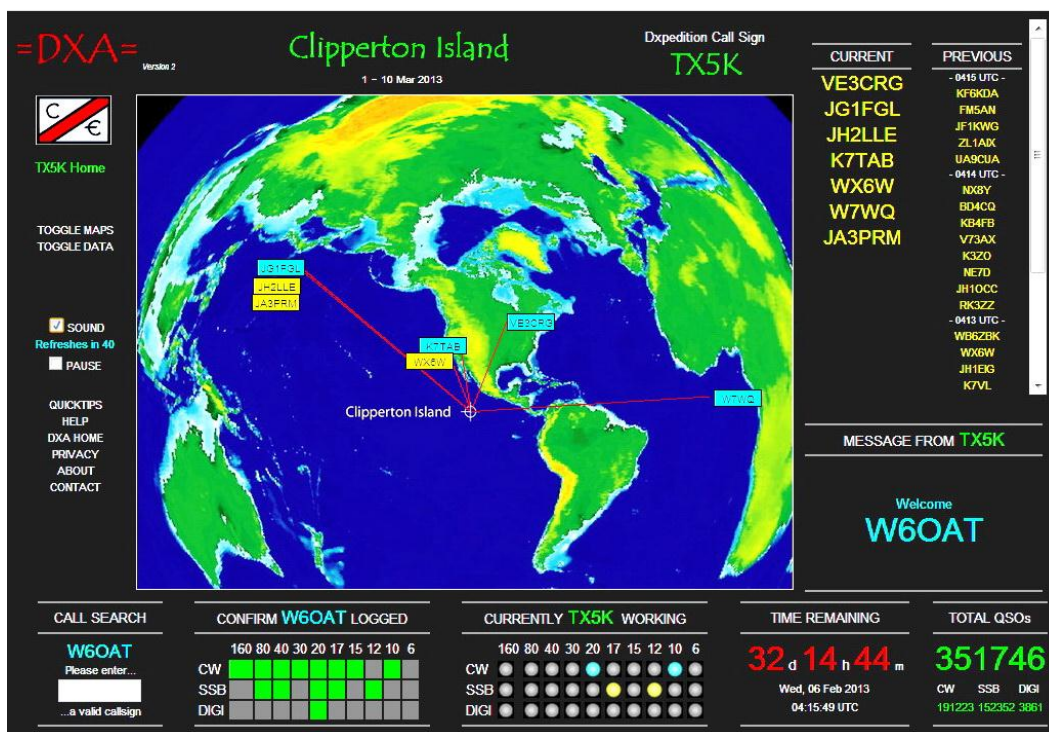 =DXA=
Version 2
Clipperton Island
1 – 10 Mar 2013
Dxpedition Call Sign
TX5K
C
€
TX5K Home
TOGGLE MAPS
TOGGLE DATA
SOUND
Refreshes in 40
PAUSE
QUICKTIPS
HELP
DXA HOME
PRIVACY
ABOUT
CONTACT
JG1FGL
JH2LLE
JA3PRM
VE3CRG
K7TAB
WX6W
W7WQ
Clipperton Island
CURRENT
VE3CRG
JG1FGL
JH2LLE
K7TAB
WX6W
W7WQ
JA3PRM
PREVIOUS
- 0415 UTC -
KF6KDA
FM5AN
JF1KWG
ZL1AIX
UA9CUA
- 0414 UTC -
NX8Y
BD4CQ
KB4FB
V73AX
K3ZO
NE7D
JH1OCC
RK3ZZ
- 0413 UTC -
WB6ZBK
WX6W
JH1EIG
K7VL
MESSAGE FROM TX5K
Welcome
W6OAT
CALL SEARCH
W6OAT
Please enter...
...a valid callsign
CONFIRM W6OAT LOGGED
160 80 40 30 20 17 15 12 10 6
CW
SSB
DIGI
CURRENTLY TX5K WORKING
160 80 40 30 20 17 15 12 10 6
CW
SSB
DIGI
TIME REMAINING
32 d 14 h 44 m
Wed, 06 Feb 2013
04:15:49 UTC
TOTAL QSOs
351746
CW SSB DIGI
191223 152352 3861